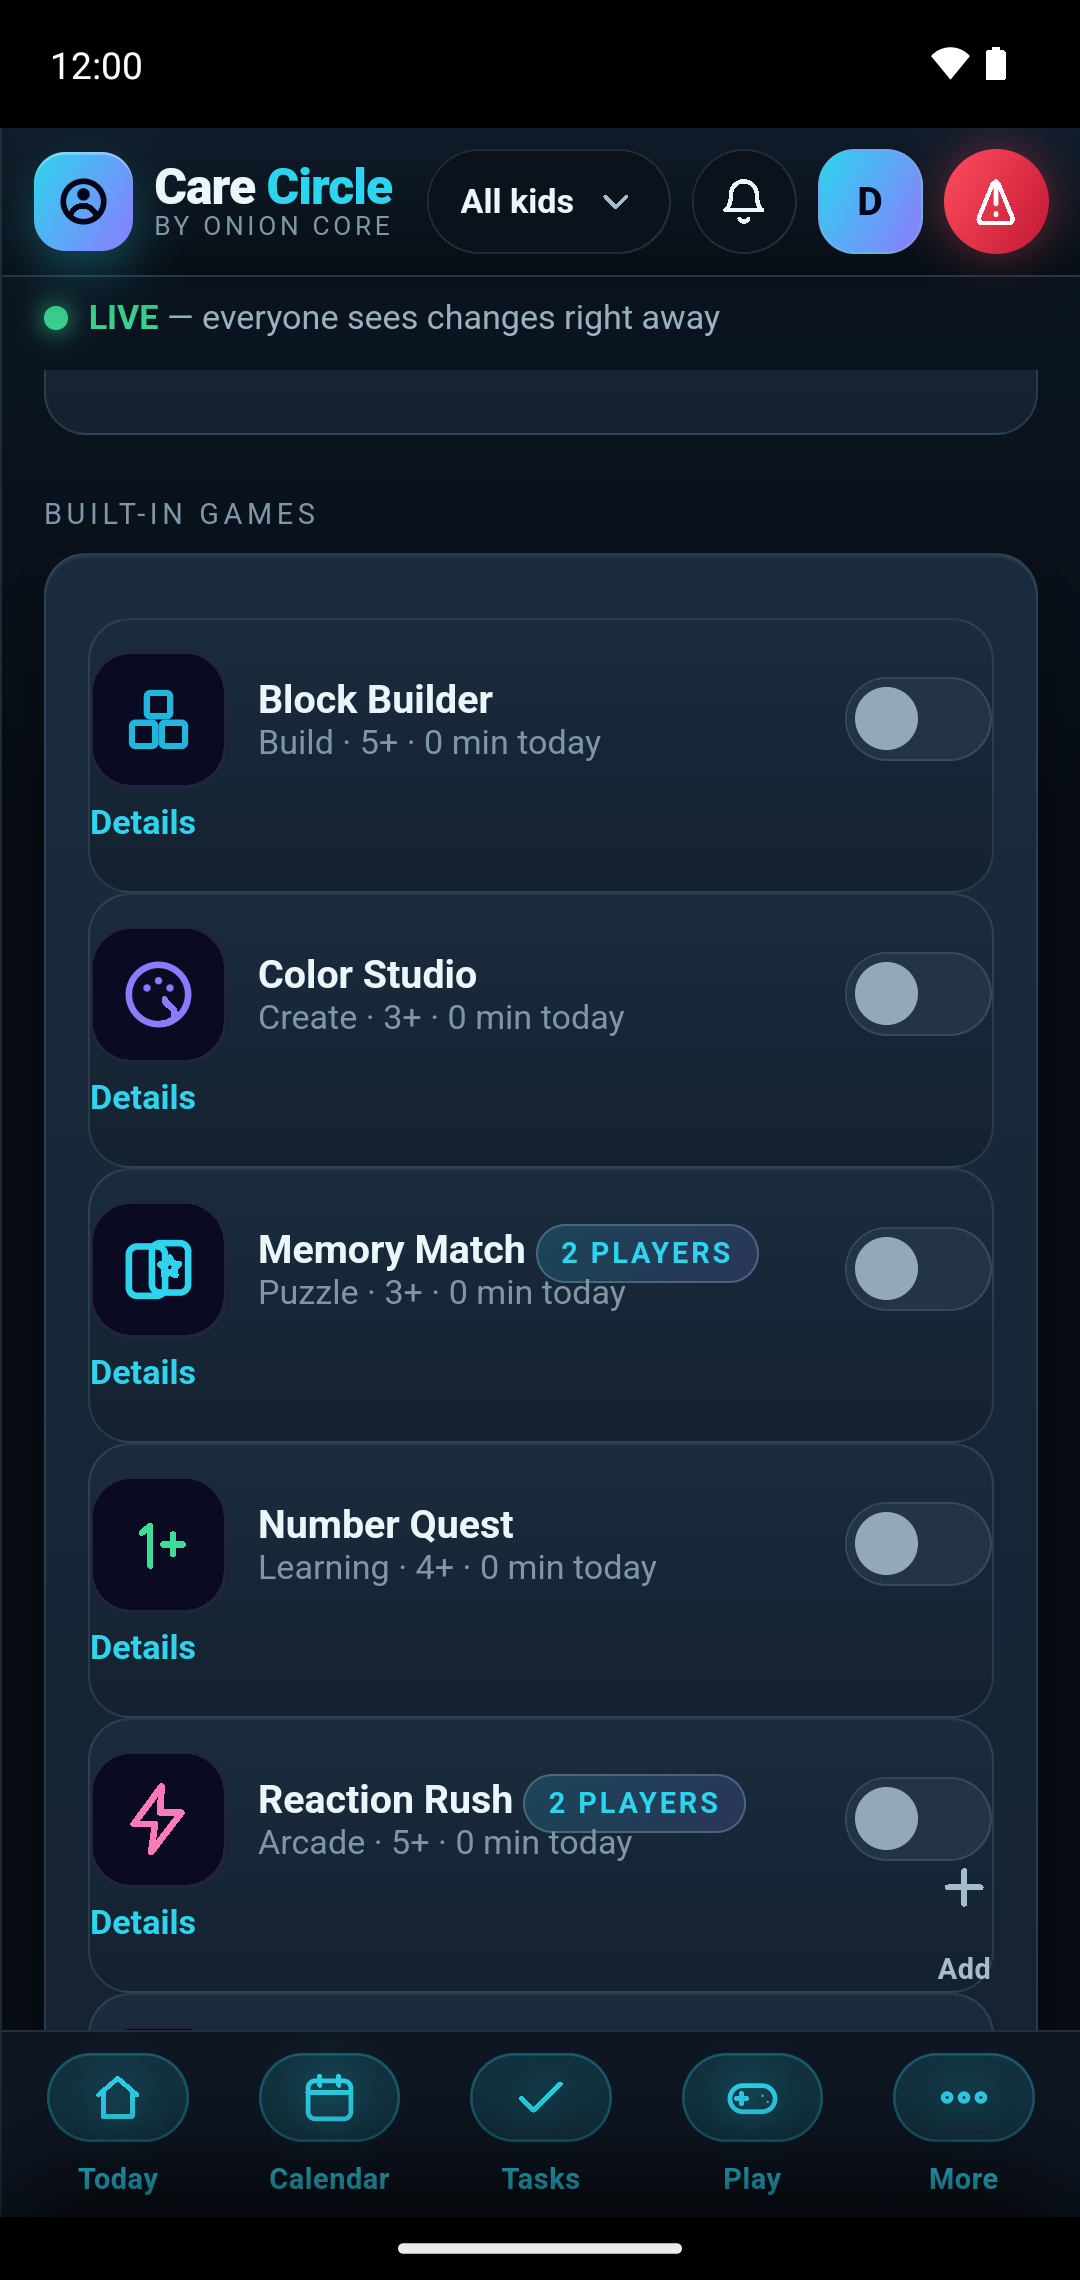 12:00
Care Circle
BY ONION CORE
All kids
D
LIVE — everyone sees changes right away
BUILT-IN GAMES
Block Builder
Build · 5+ · 0 min today
Details
Color Studio
Create · 3+ · 0 min today
Details
Memory Match 2 PLAYERS
Puzzle · 3+ · 0 min today
Details
1+
Number Quest
Learning · 4+ · 0 min today
Details
Reaction Rush 2 PLAYERS
Arcade · 5+ · 0 min today
Details
Add
Today Calendar Tasks Play More